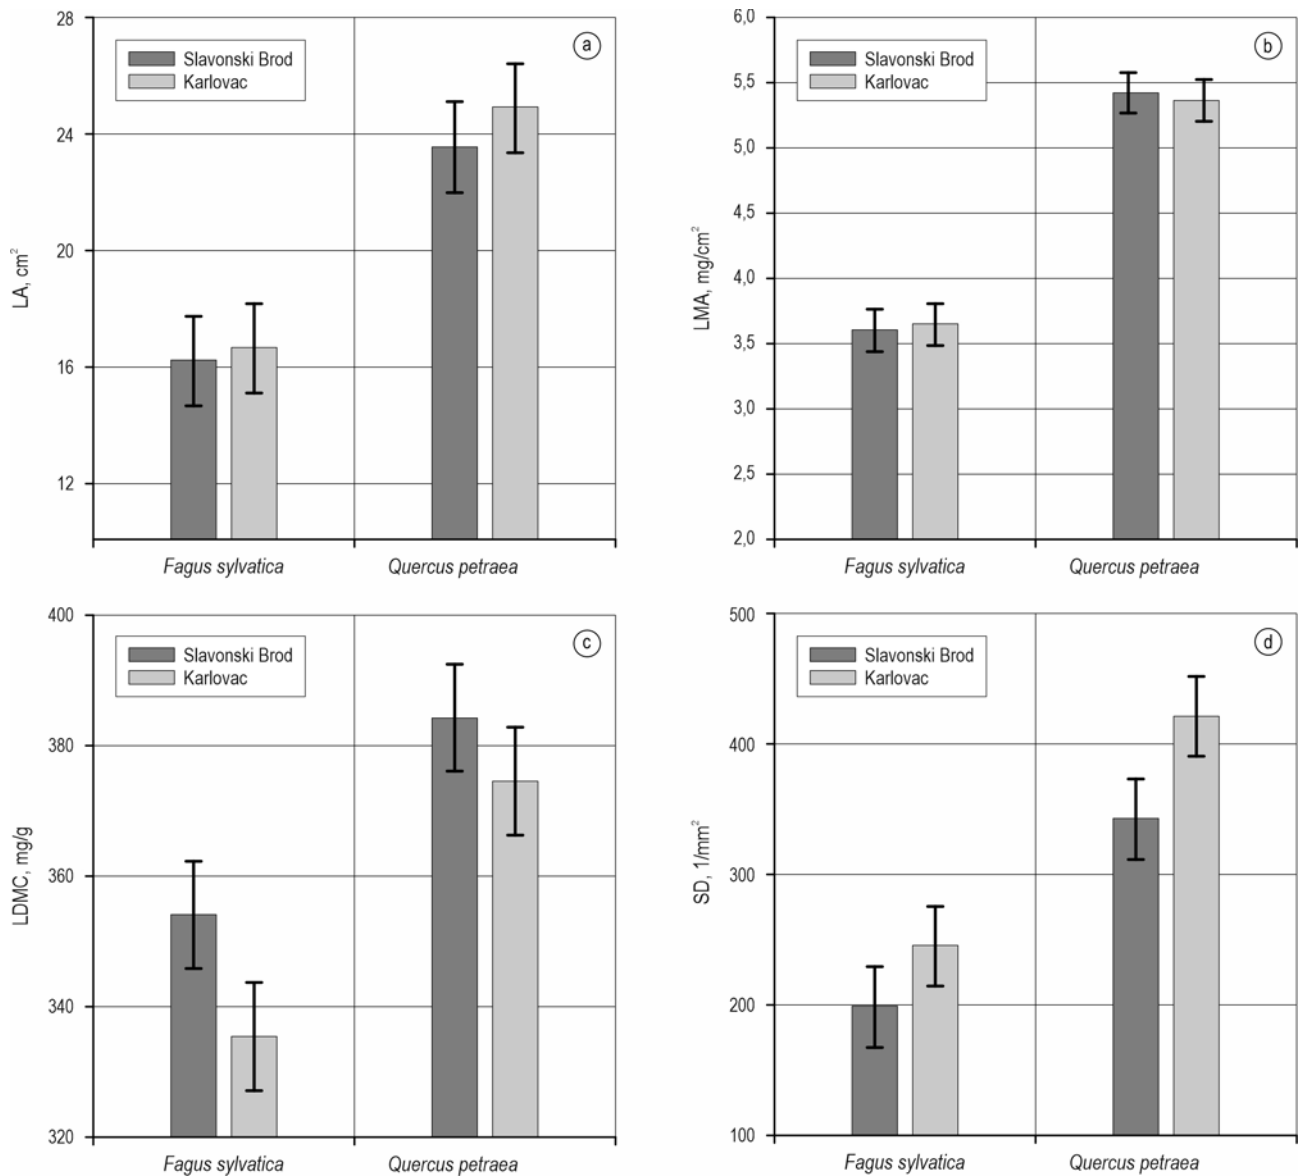 28
24
20
16
12
LA, cm²
Slavonski Brod
Karlovac
a
Fagus sylvatica
Quercus petraea
6,0
5,5
5,0
4,5
4,0
3,5
3,0
2,5
2,0
LMA, mg/cm²
Slavonski Brod
Karlovac
b
Fagus sylvatica
Quercus petraea
400
380
360
340
320
LDMC, mg/g
Slavonski Brod
Karlovac
c
Fagus sylvatica
Quercus petraea
500
400
300
200
100
SD, 1/mm²
Slavonski Brod
Karlovac
d
Fagus sylvatica
Quercus petraea